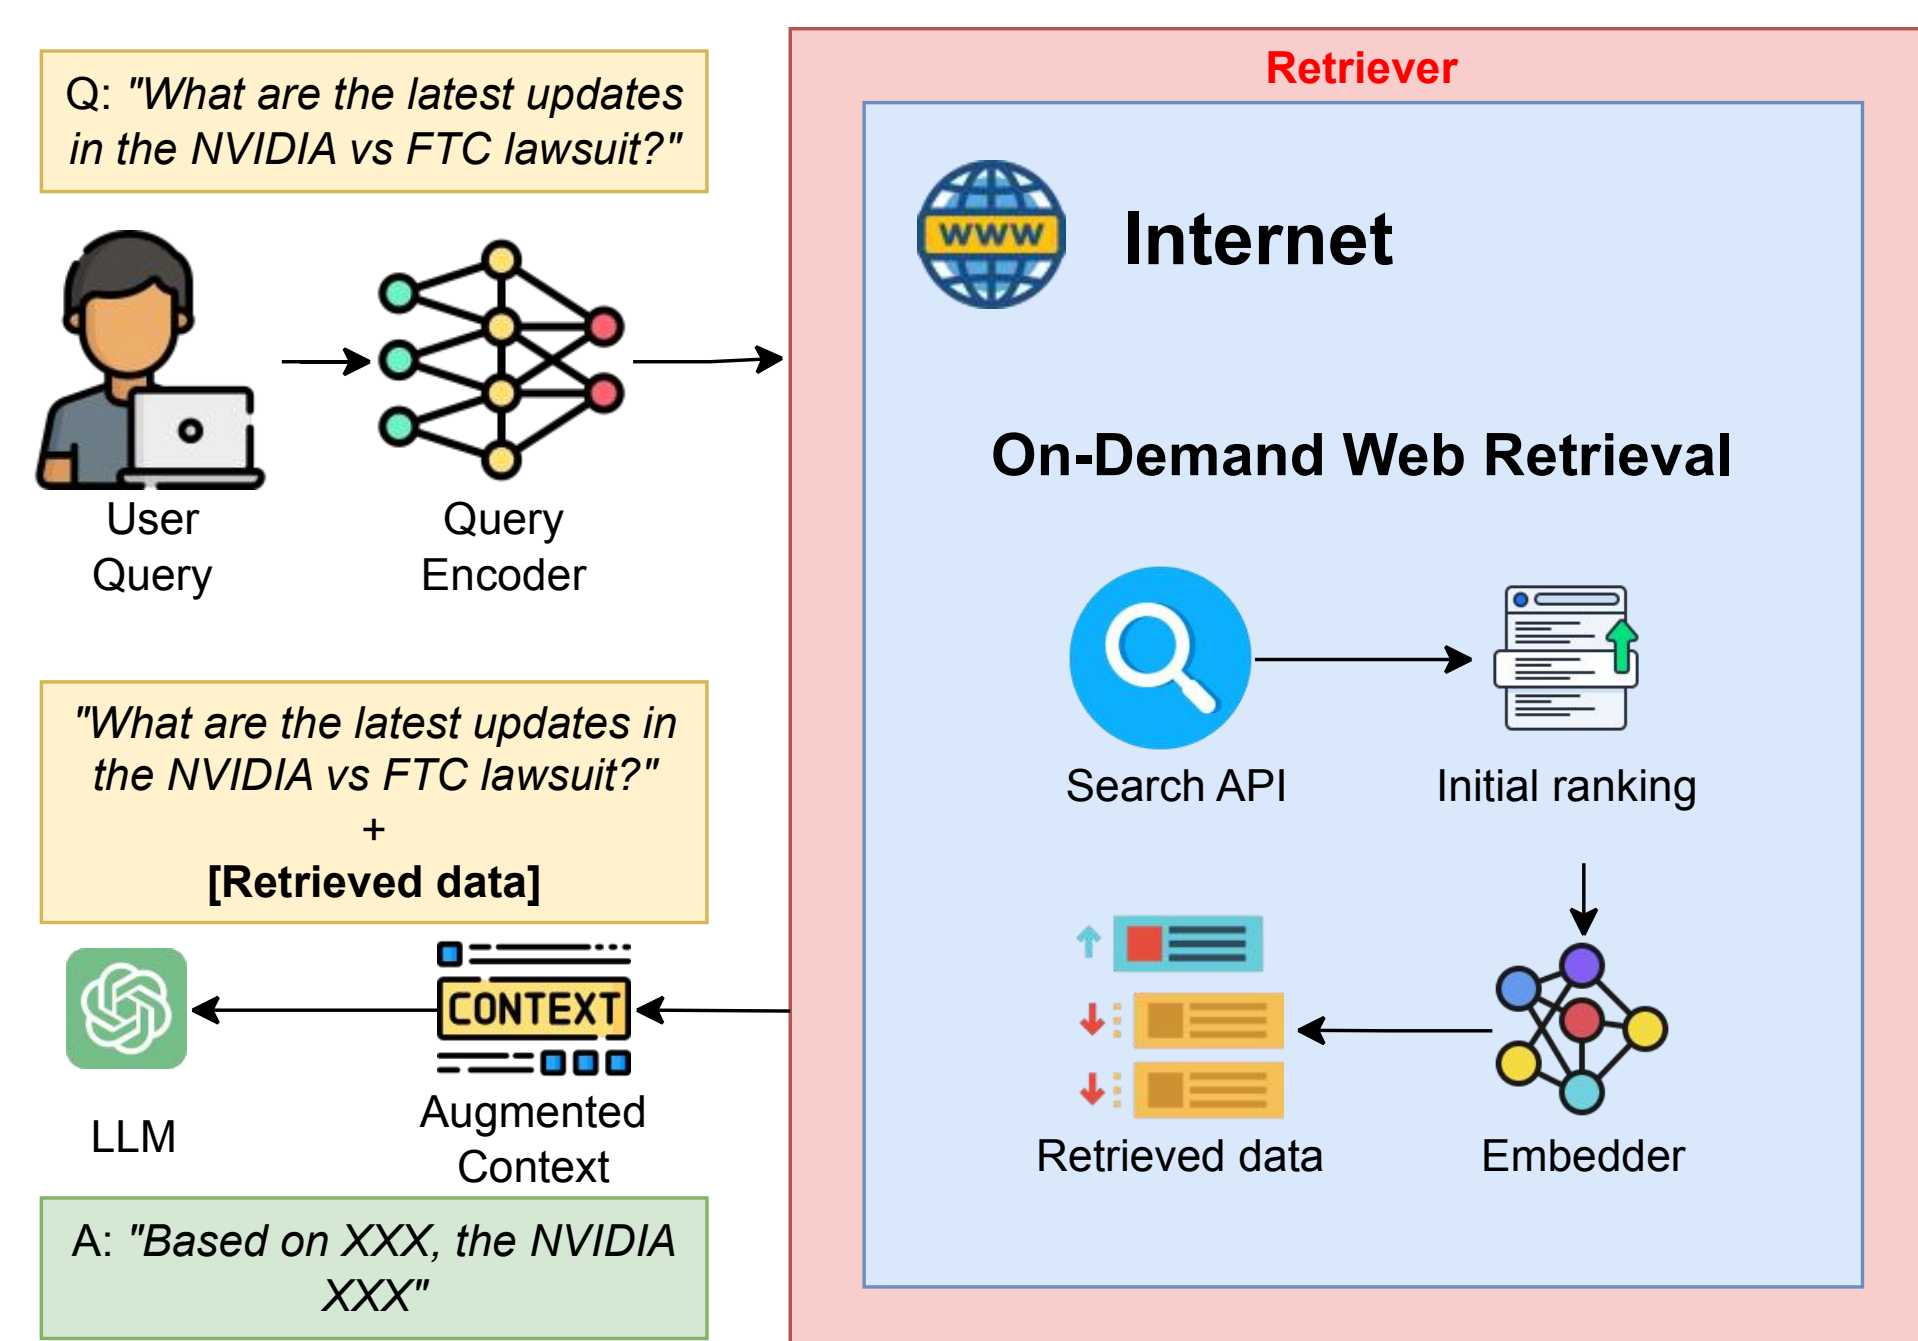 Q: "What are the latest updates
in the NVIDIA vs FTC lawsuit?"
User
Query
Query
Encoder
Retriever
WWW
Internet
On-Demand Web Retrieval
Search API
Initial ranking
Retrieved data
Embedder
"What are the latest updates in
the NVIDIA vs FTC lawsuit?"
+
[Retrieved data]
CONTEXT
LLM
Augmented
Context
A: "Based on XXX, the NVIDIA
XXX"